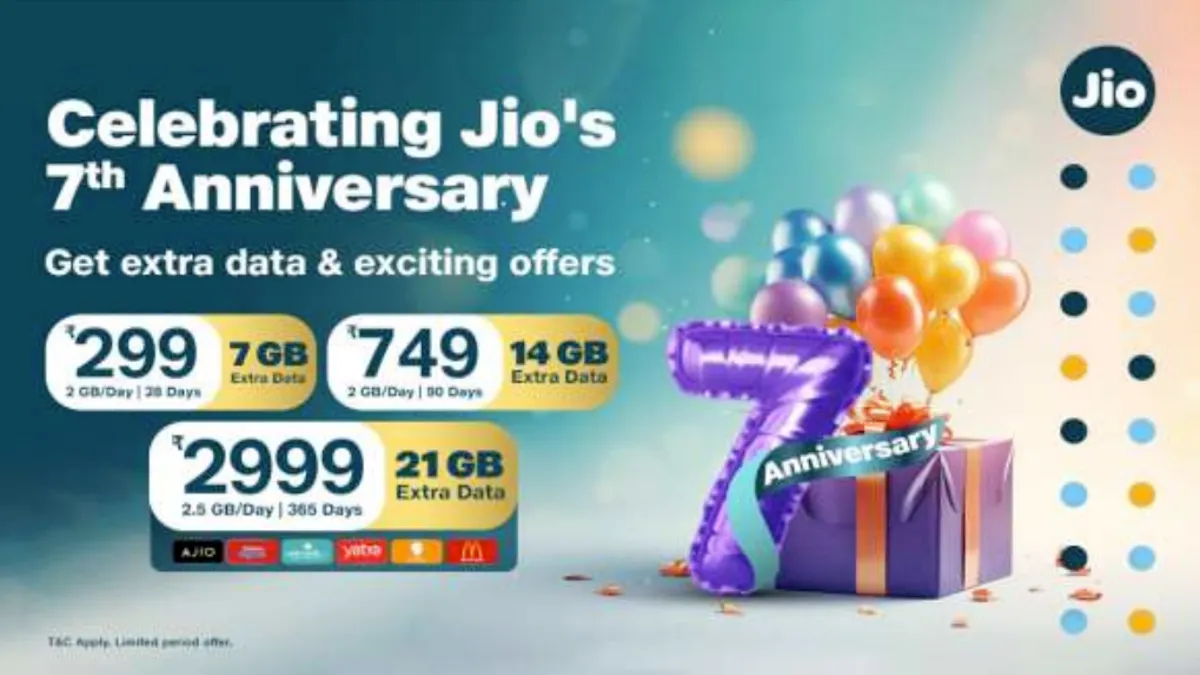 Jio
Celebrating Jio's
7th Anniversary
Get extra data & exciting offers
₹299
2 GB/Day | 28 Days
7 GB
Extra Data
₹749
2 GB/Day | 90 Days
14 GB
Extra Data
₹2999
2.5 GB/Day | 365 Days
21 GB
Extra Data
AJIO
yatra
Anniversary
T&C Apply. Limited period offer.